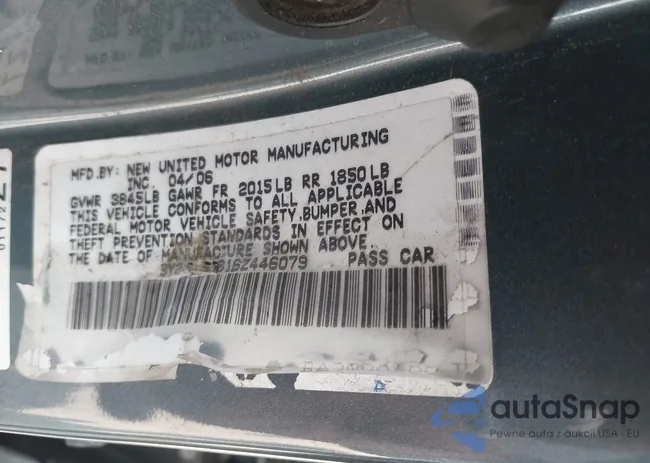 MFD.BY: NEW UNITED MOTOR MANUFACTURING
INC. 04/06
GVWR 3845LB GAWR FR 2015LB RR 1850LB
THIS VEHICLE CONFORMS TO ALL APPLICABLE
FEDERAL MOTOR VEHICLE SAFETY, BUMPER, AND
THEFT PREVENTION STANDARDS IN EFFECT ON
THE DATE OF MANUFACTURE SHOWN ABOVE.
PASS CAR
autaSnap
Pewne auta z aukcji USA i EU